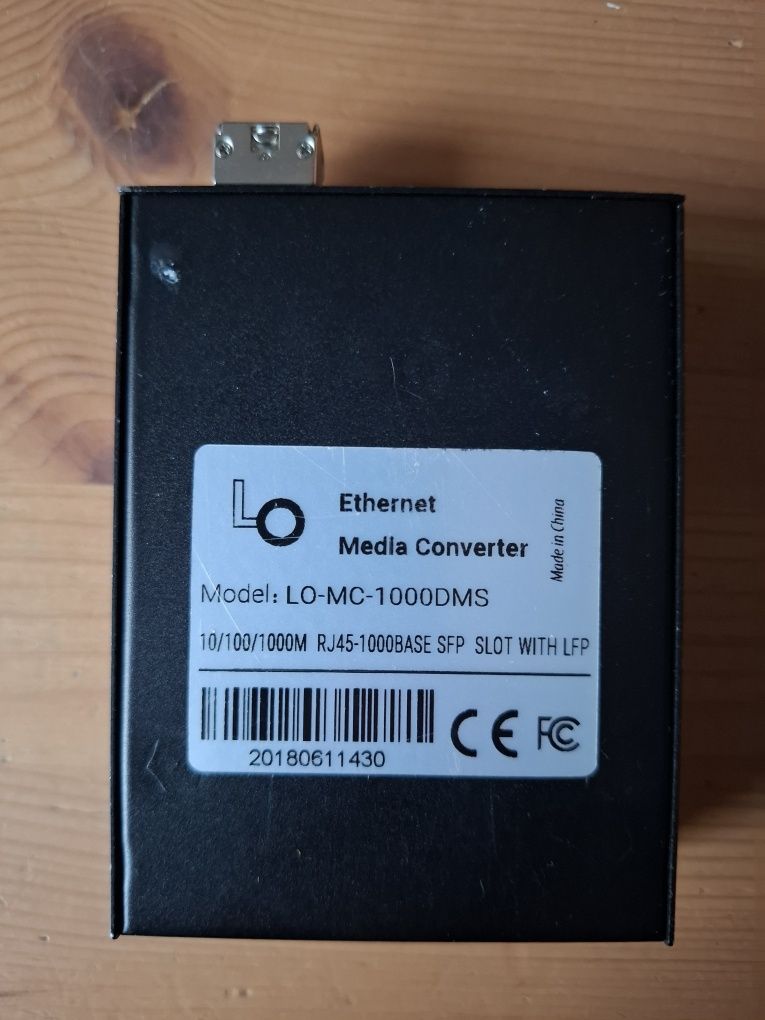 LO
Ethernet
Media Converter
Made in China
Model: LO-MC-1000DMS
10/100/1000M RJ45-1000BASE SFP SLOT WITH LFP
20180611430
CE FC